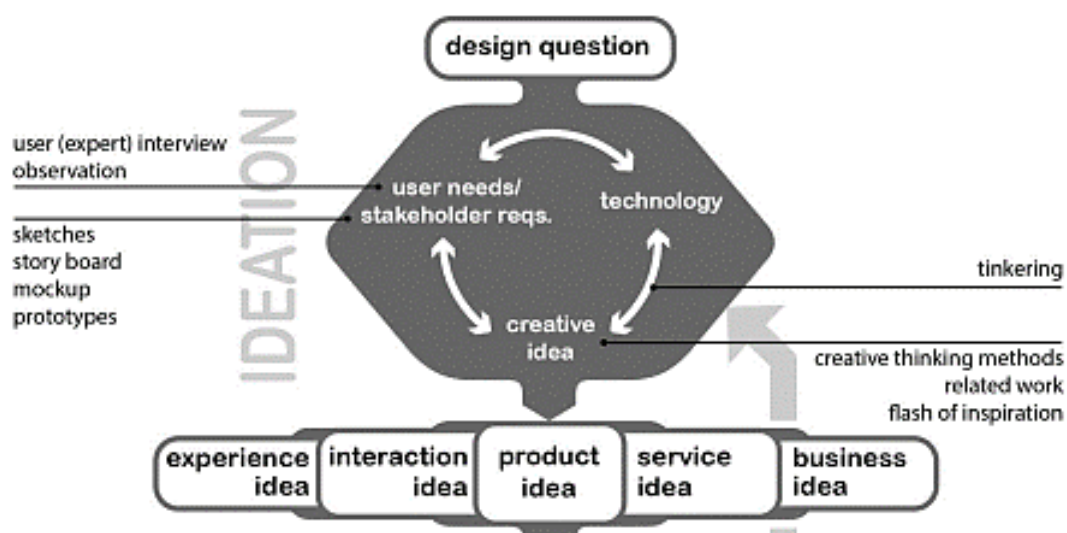 design question
IDEATION
user (expert) interview
observation
user needs/
stakeholder reqs.
technology
sketches
story board
mockup
prototypes
tinkering
creative
idea
creative thinking methods
related work
flash of inspiration
experience
idea
interaction
idea
product
idea
service
idea
business
idea